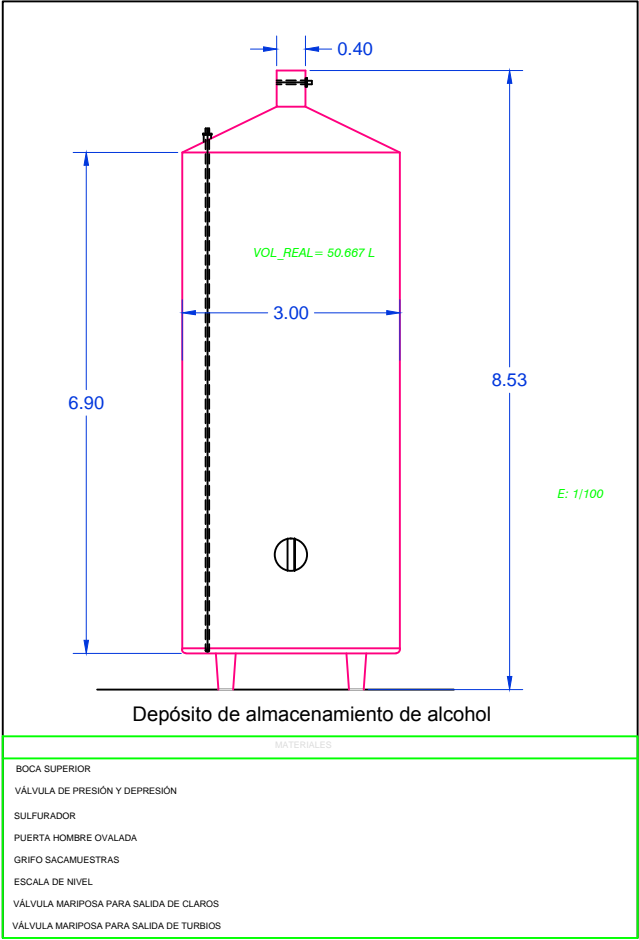 0.40
VOL_REAL= 50.667 L
3.00
8.53
6.90
E: 1/100
Depósito de almacenamiento de alcohol
MATERIALES
BOCA SUPERIOR
VÁLVULA DE PRESIÓN Y DEPRESIÓN
SULFURADOR
PUERTA HOMBRE OVALADA
GRIFO SACAMUESTRAS
ESCALA DE NIVEL
VÁLVULA MARIPOSA PARA SALIDA DE CLAROS
VÁLVULA MARIPOSA PARA SALIDA DE TURBIOS